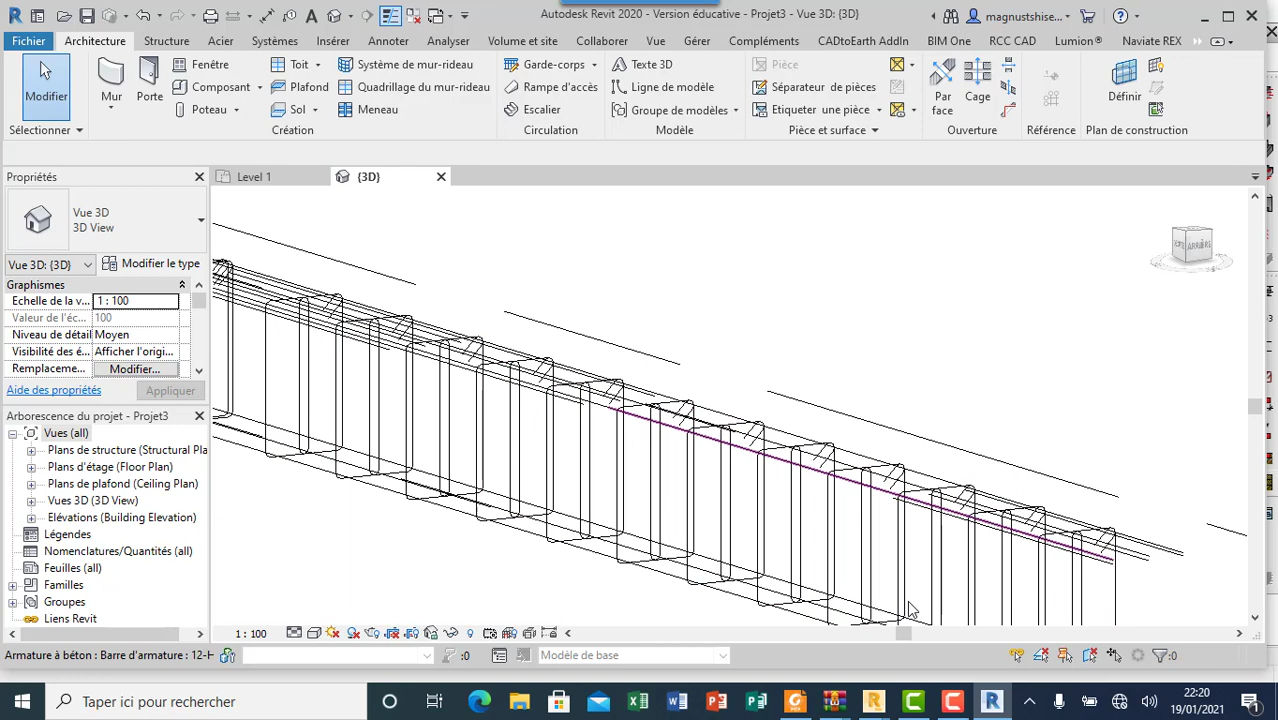 Autodesk Revit 2020 - Version éducative - Projet3 - Vue 3D: {3D}
magnustshise...
Fichier Architecture Structure Acier Systèmes Insérer Annoter Analyser Volume et site Collaborer Vue Gérer Compléments CADtoEarth AddIn BIM One RCC CAD Lumion® Naviate REX
Fenêtre Toit Système de mur-rideau Garde-corps Texte 3D Pièce
Composant Plafond Quadrillage du mur-rideau Rampe d'accès Ligne de modèle Séparateur de pièces
Modifier Mur Porte Par face Cage Définir
Poteau Sol Meneau Escalier Groupe de modèles Etiqueter une pièce
Sélectionner Création Circulation Modèle Pièce et surface Ouverture Référence Plan de construction
Propriétés
Level 1 {3D}
Vue 3D
3D View
Vue 3D: {3D} Modifier le type
Graphismes
Echelle de la v... 1 : 100
Valeur de l'éc... 100
Niveau de détail Moyen
Visibilité des é... Afficher l'origi...
Remplaceme... Modifier...
Aide des propriétés Appliquer
Arborescence du projet - Projet3
Vues (all)
Plans de structure (Structural Pla
Plans d'étage (Floor Plan)
Plans de plafond (Ceiling Plan)
Vues 3D (3D View)
Elévations (Building Elevation)
Légendes
Nomenclatures/Quantités (all)
Feuilles (all)
Familles
Groupes
Liens Revit
ARRIÈRE
1 : 100
Armature à béton : Barre d'armature : 12-H :0 Modèle de base :0
Taper ici pour rechercher
22:20
19/01/2021